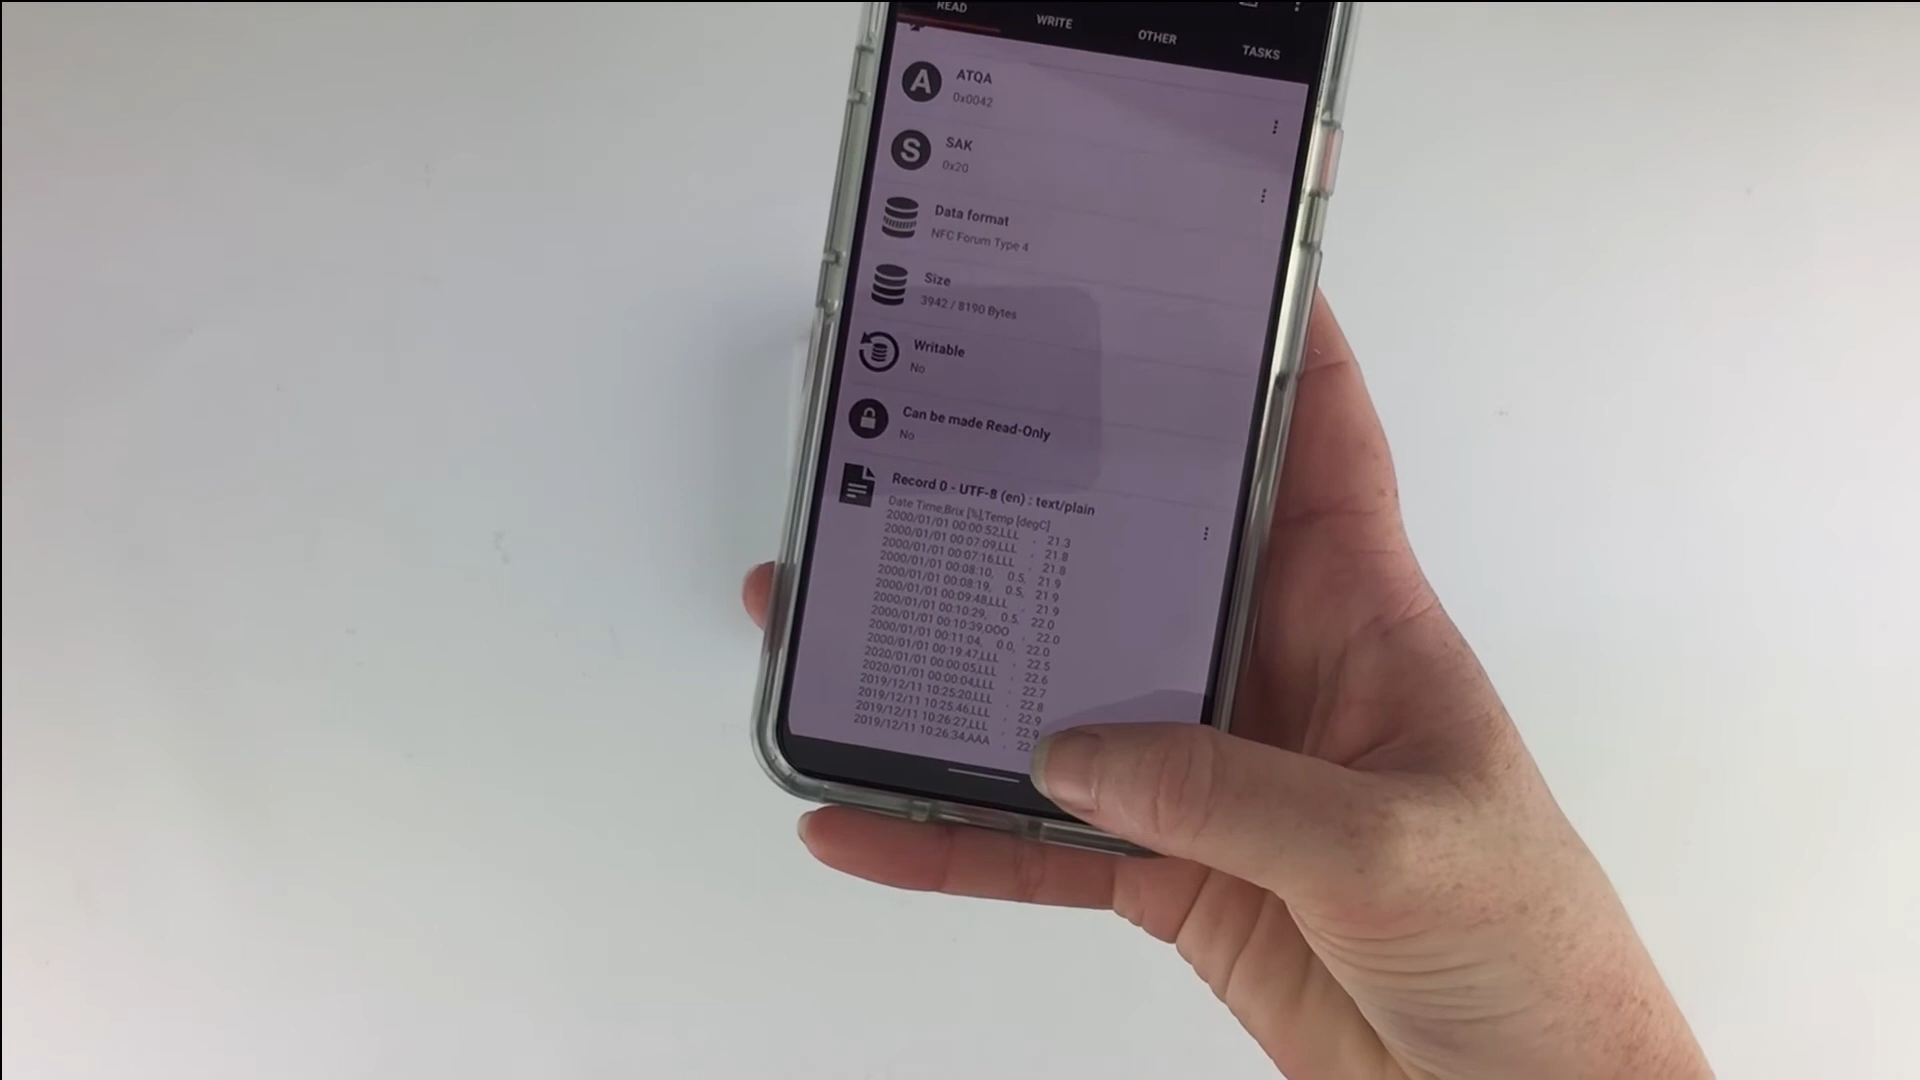 READ
WRITE
OTHER
TASKS
A
ATQA
0x0042
S
SAK
0x20
Data format
NFC Forum Type 4
Size
3942 / 8190 Bytes
Writable
No
Can be made Read-Only
No
Record 0 - UTF-8 (en) : text/plain
Date Time,Brix [%],Temp [degC]
2000/01/01 00:00:52,LLL , 21.3
2000/01/01 00:07:09,LLL , 21.8
2000/01/01 00:07:16,LLL , 21.8
2000/01/01 00:08:10, 0.5, 21.9
2000/01/01 00:08:19, 0.5, 21.9
2000/01/01 00:09:48,LLL , 21.9
2000/01/01 00:10:29, 0.5, 22.0
2000/01/01 00:10:39,OOO , 22.0
2000/01/01 00:11:04, 0.0, 22.0
2000/01/01 00:19:47,LLL , 22.5
2020/01/01 00:00:05,LLL , 22.6
2020/01/01 00:00:04,LLL , 22.7
2019/12/11 10:25:20,LLL , 22.8
2019/12/11 10:25:46,LLL , 22.9
2019/12/11 10:26:27,LLL , 22.9
2019/12/11 10:26:34,AAA , 22.